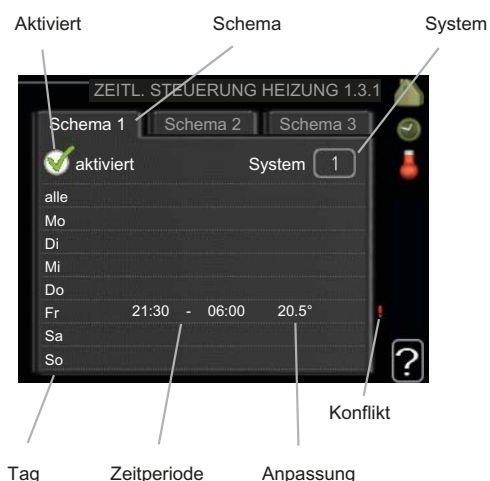 Aktiviert Schema System
ZEITL. STEUERUNG HEIZUNG 1.3.1
Schema 1 Schema 2 Schema 3
aktiviert System 1
alle
Mo
Di
Mi
Do
Fr 21:30 - 06:00 20.5° !
Sa
So
?
Konflikt
Tag Zeitperiode Anpassung